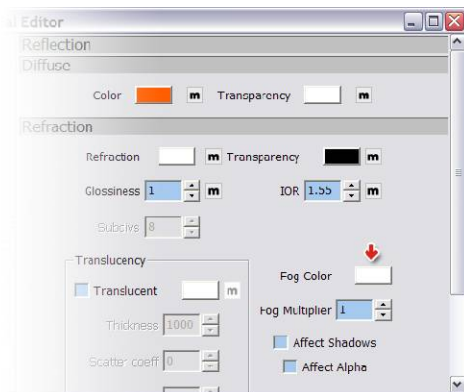 al Editor
Reflection
Diffuse
Color m Transparency m
Refraction
Refraction m Transparency m
Glossiness 1 m IOR 1.55 m
Subdivs 8
Translucency
Fog Color
Translucent m
Fog Multiplier 1
Thickness 1000
Affect Shadows
Scatter coeff 0
Affect Alpha